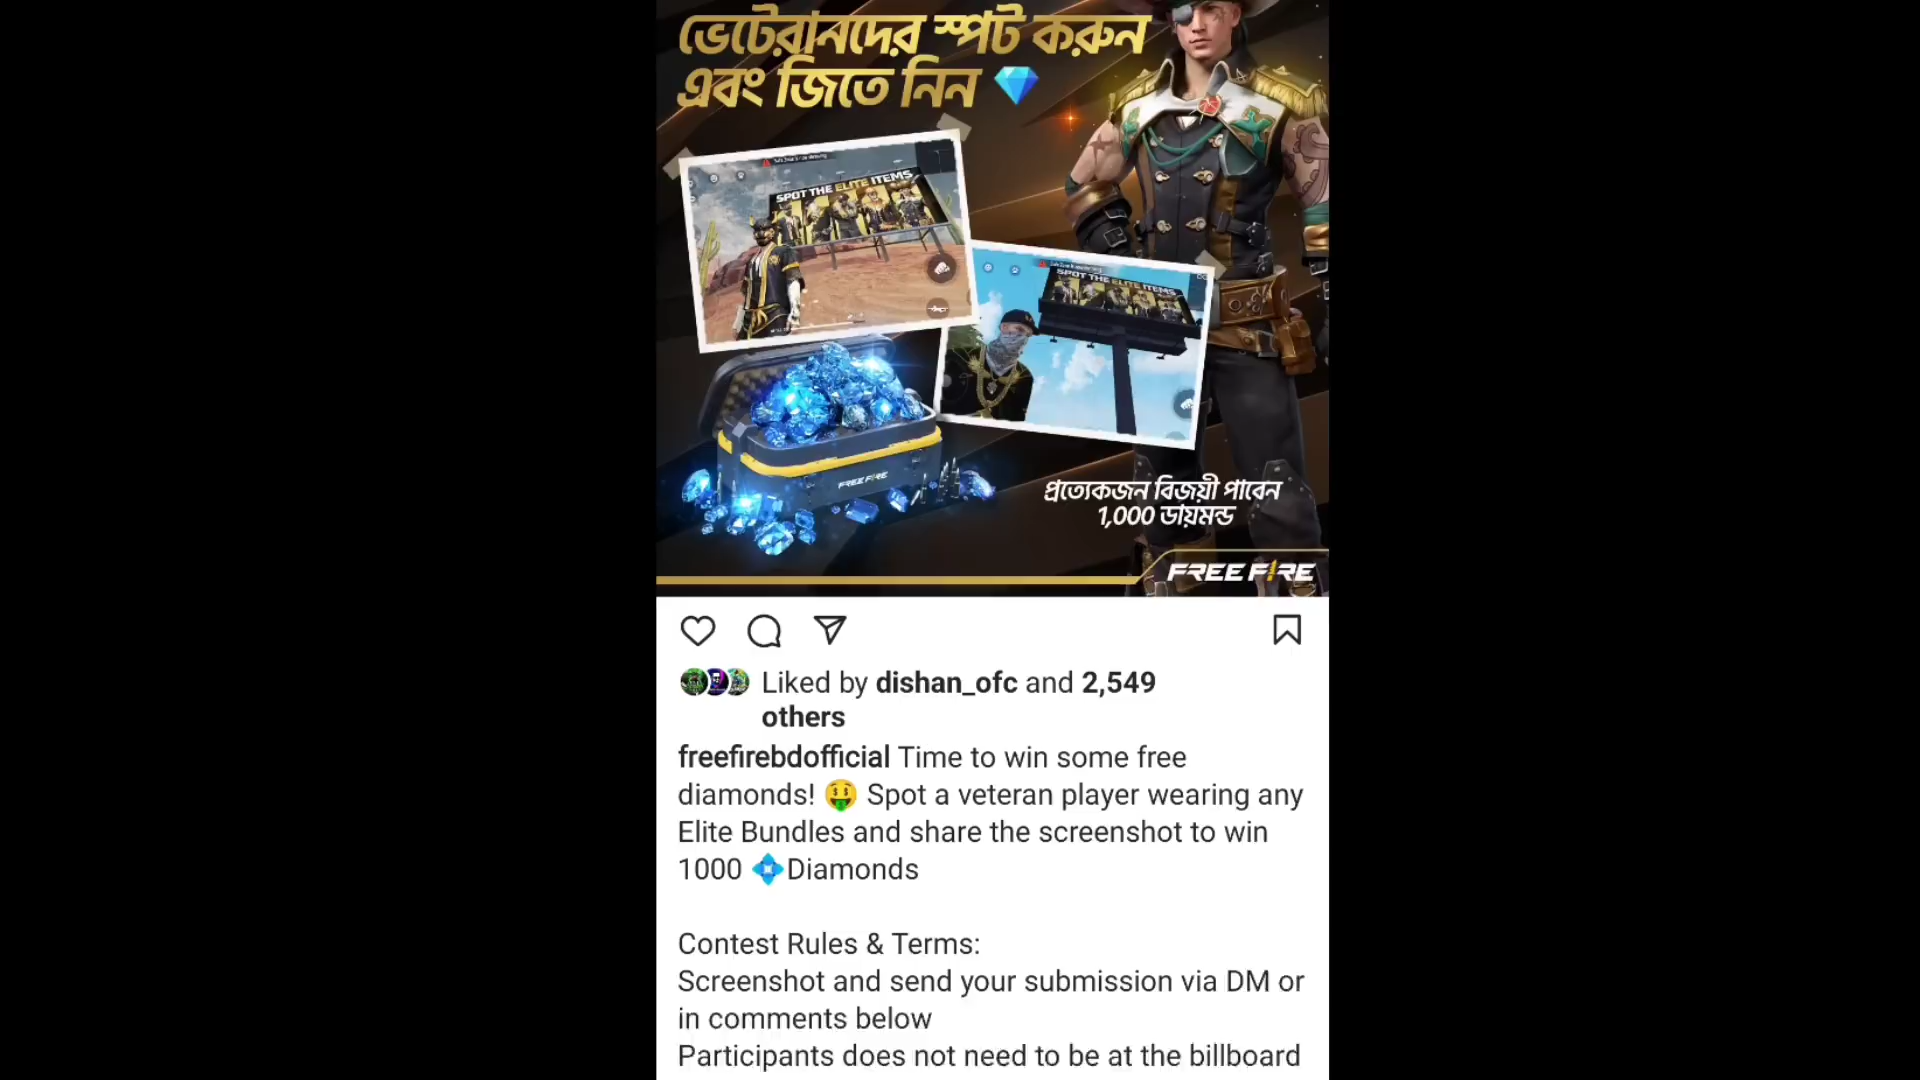 ভেটেরানদের স্পট করুন
এবং জিতে নিন
SPOT THE ELITE ITEMS
SPOT THE ELITE ITEMS
FREE FIRE
প্রত্যেকজন বিজয়ী পাবেন
1,000 ডায়মন্ড
FREE FIRE
Liked by dishan_ofc and 2,549
others
freefirebdofficial Time to win some free
diamonds! 🤑 Spot a veteran player wearing any
Elite Bundles and share the screenshot to win
1000 💠Diamonds
Contest Rules & Terms:
Screenshot and send your submission via DM or
in comments below
Participants does not need to be at the billboard